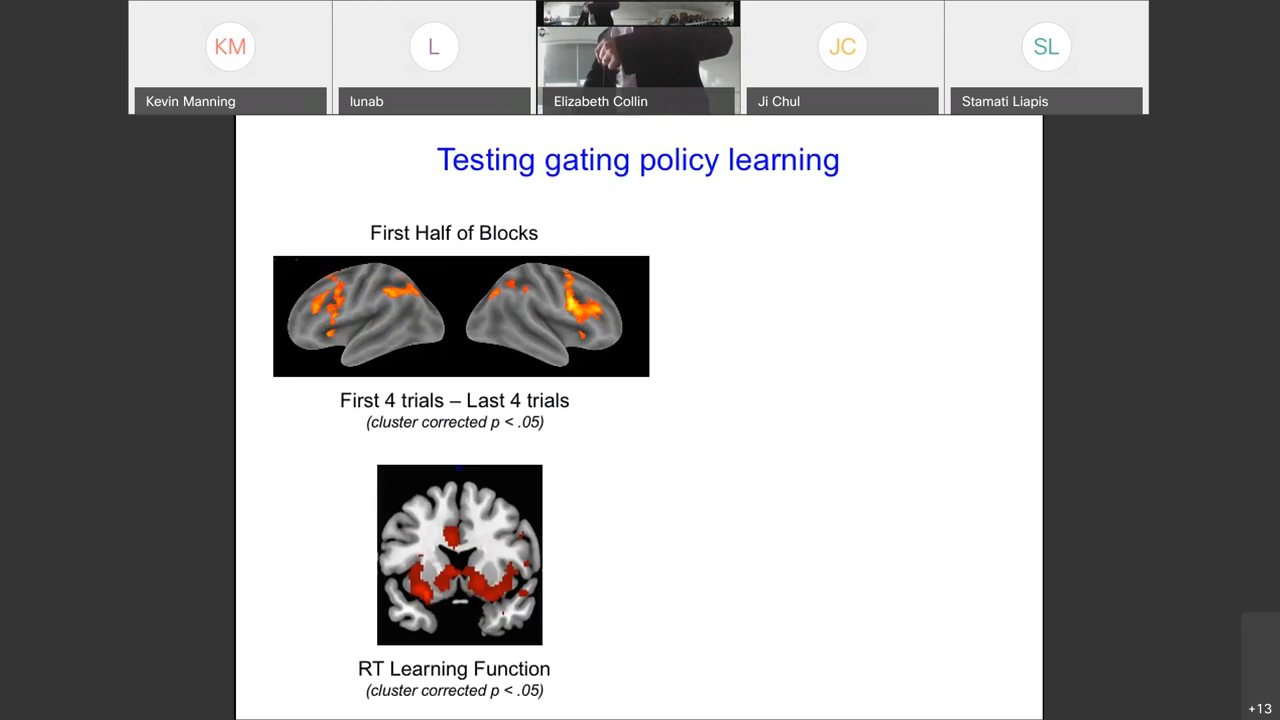 KM
L
JC
SL
Kevin Manning
lunab
Elizabeth Collin
Ji Chul
Stamati Liapis
Testing gating policy learning
First Half of Blocks
First 4 trials – Last 4 trials
(cluster corrected p < .05)
RT Learning Function
(cluster corrected p < .05)
+13